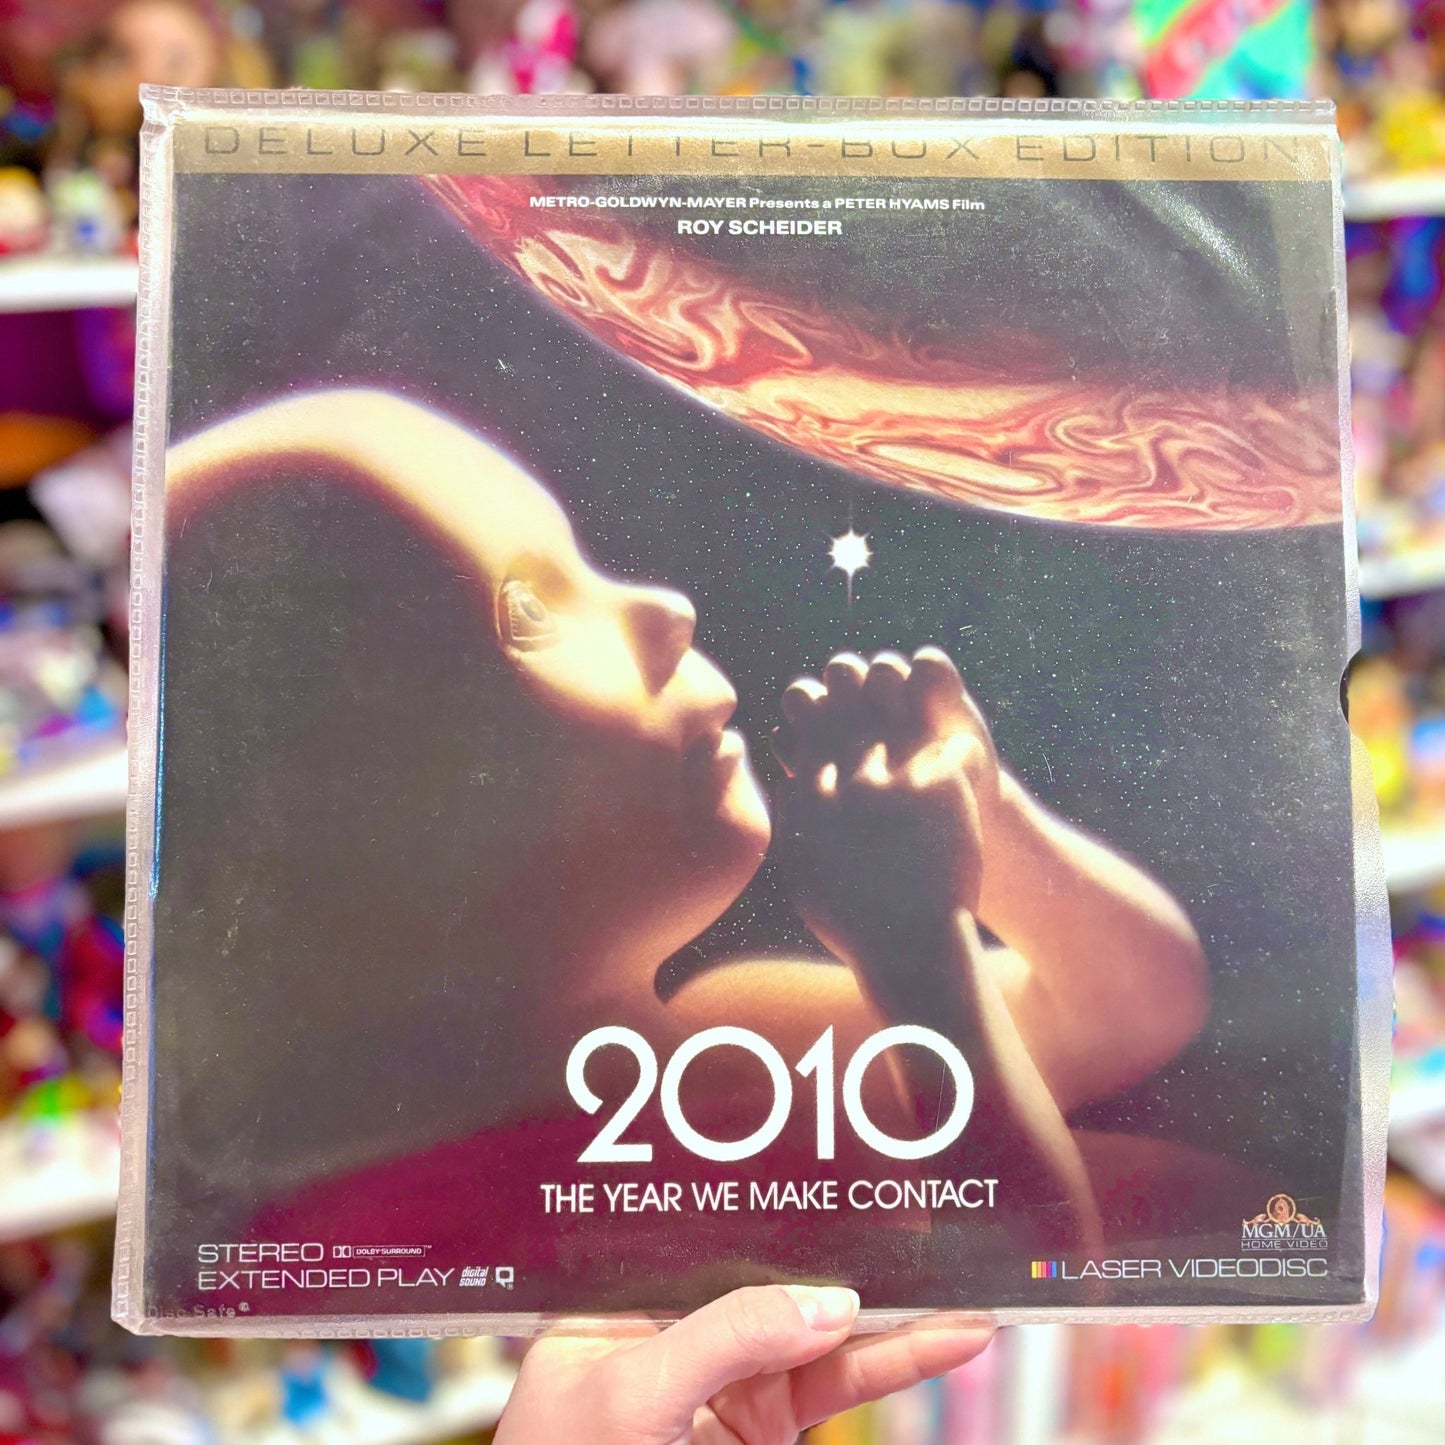 DELUXE LETTER-BOX EDITION
METRO-GOLDWYN-MAYER Presents a PETER HYAMS Film
ROY SCHEIDER
2010
THE YEAR WE MAKE CONTACT
STEREO DOLBY SURROUND™
EXTENDED PLAY digital SOUND
MGM/UA
HOME VIDEO
LASER VIDEODISC
Disc Safe®